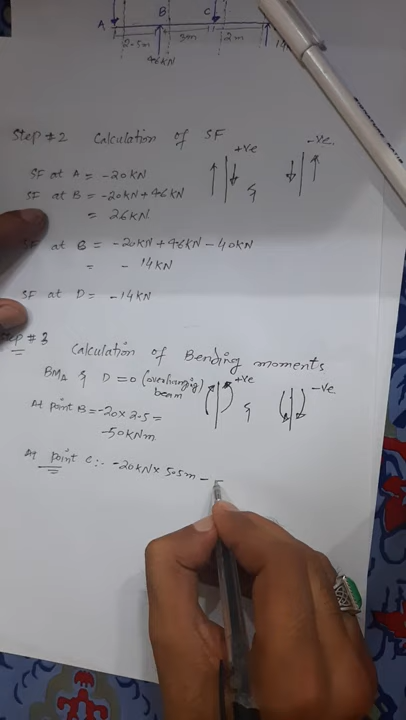 A B C
2.5m 3m 2m
46KN 14
Step #2 Calculation of SF
+ve -ve
SF at A = -20KN
SF at B = -20KN + 46KN
= 26KN
&
SF at B = -20KN + 46KN - 40KN
= - 14KN
SF at D = -14KN
Step #3
Calculation of Bending moments
BMA & D = 0 (overhanging beam
+ve & -ve
At point B = -20 x 2.5 =
-50KNm
At point C :- -20KN x 5.5m -